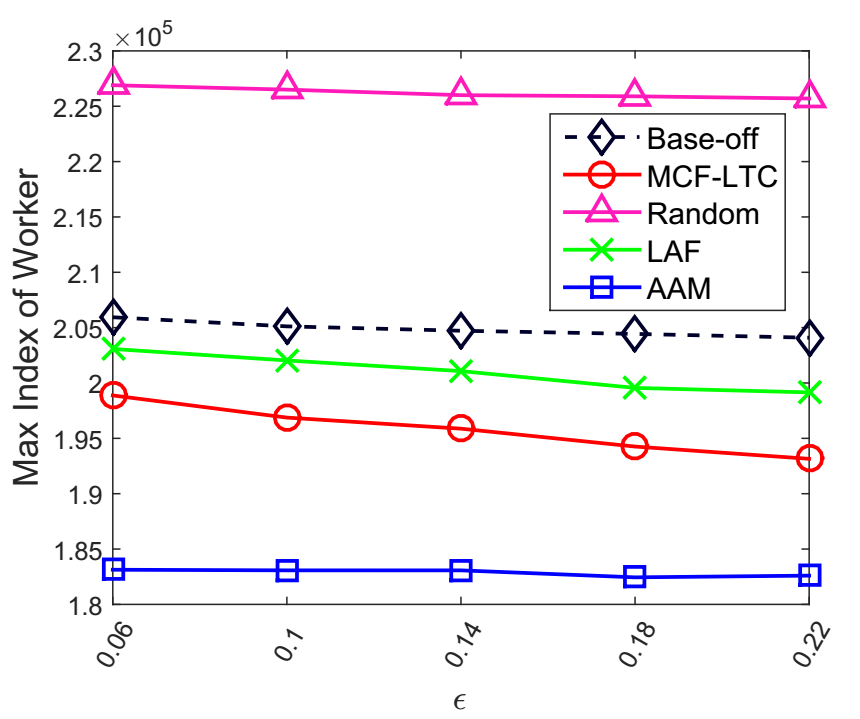 ×10⁵
2.3
2.25
2.2
2.15
2.1
2.05
2
1.95
1.9
1.85
1.8
Max Index of Worker
Base-off
MCF-LTC
Random
LAF
AAM
0.06 0.1 0.14 0.18 0.22
ϵ